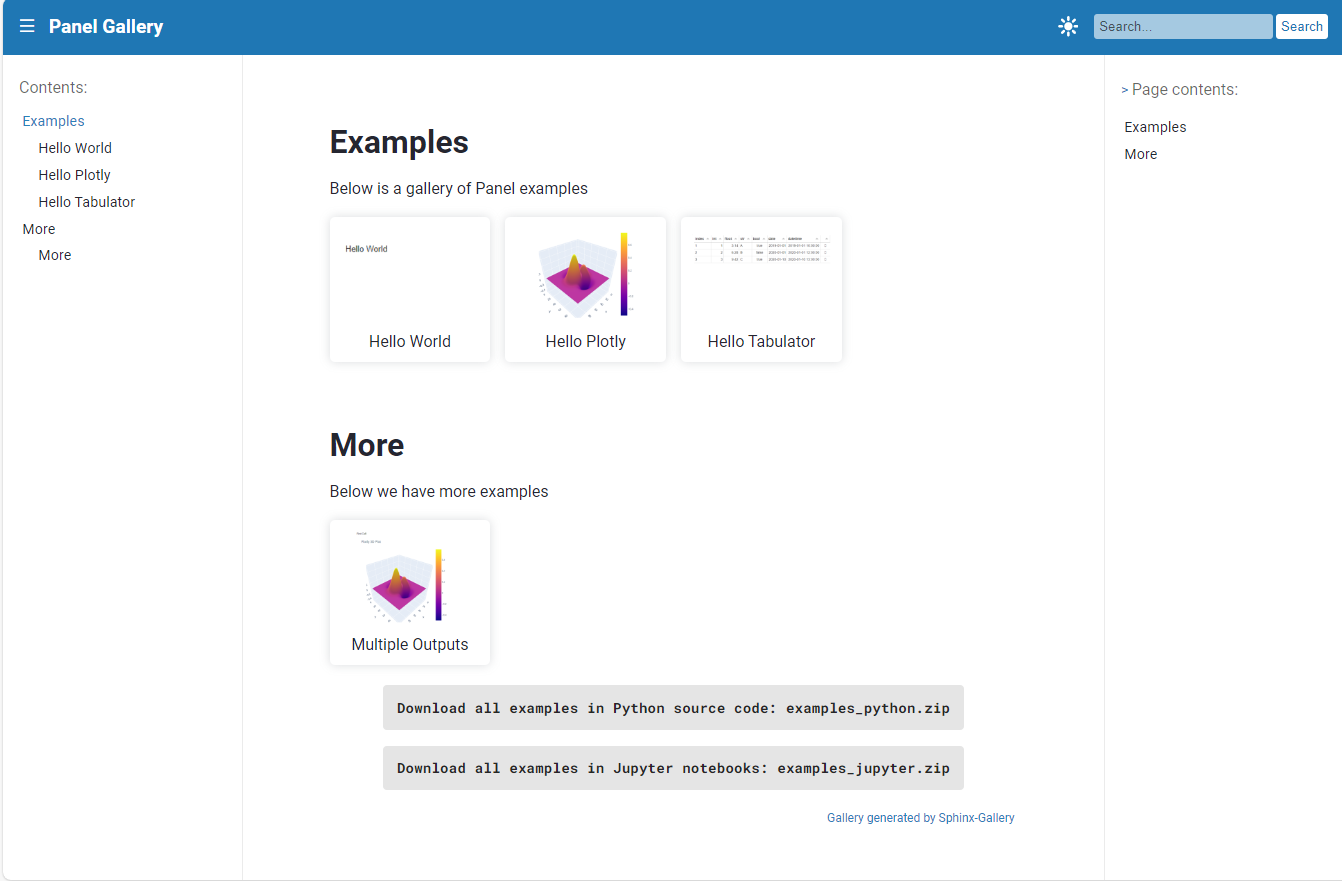 Panel Gallery
Search...
Search
Contents:
Examples
Hello World
Hello Plotly
Hello Tabulator
More
More
Examples
Below is a gallery of Panel examples
Hello World
Hello World
Hello Plotly
Hello Tabulator
More
Below we have more examples
Multiple Outputs
Download all examples in Python source code: examples_python.zip
Download all examples in Jupyter notebooks: examples_jupyter.zip
Gallery generated by Sphinx-Gallery
> Page contents:
Examples
More